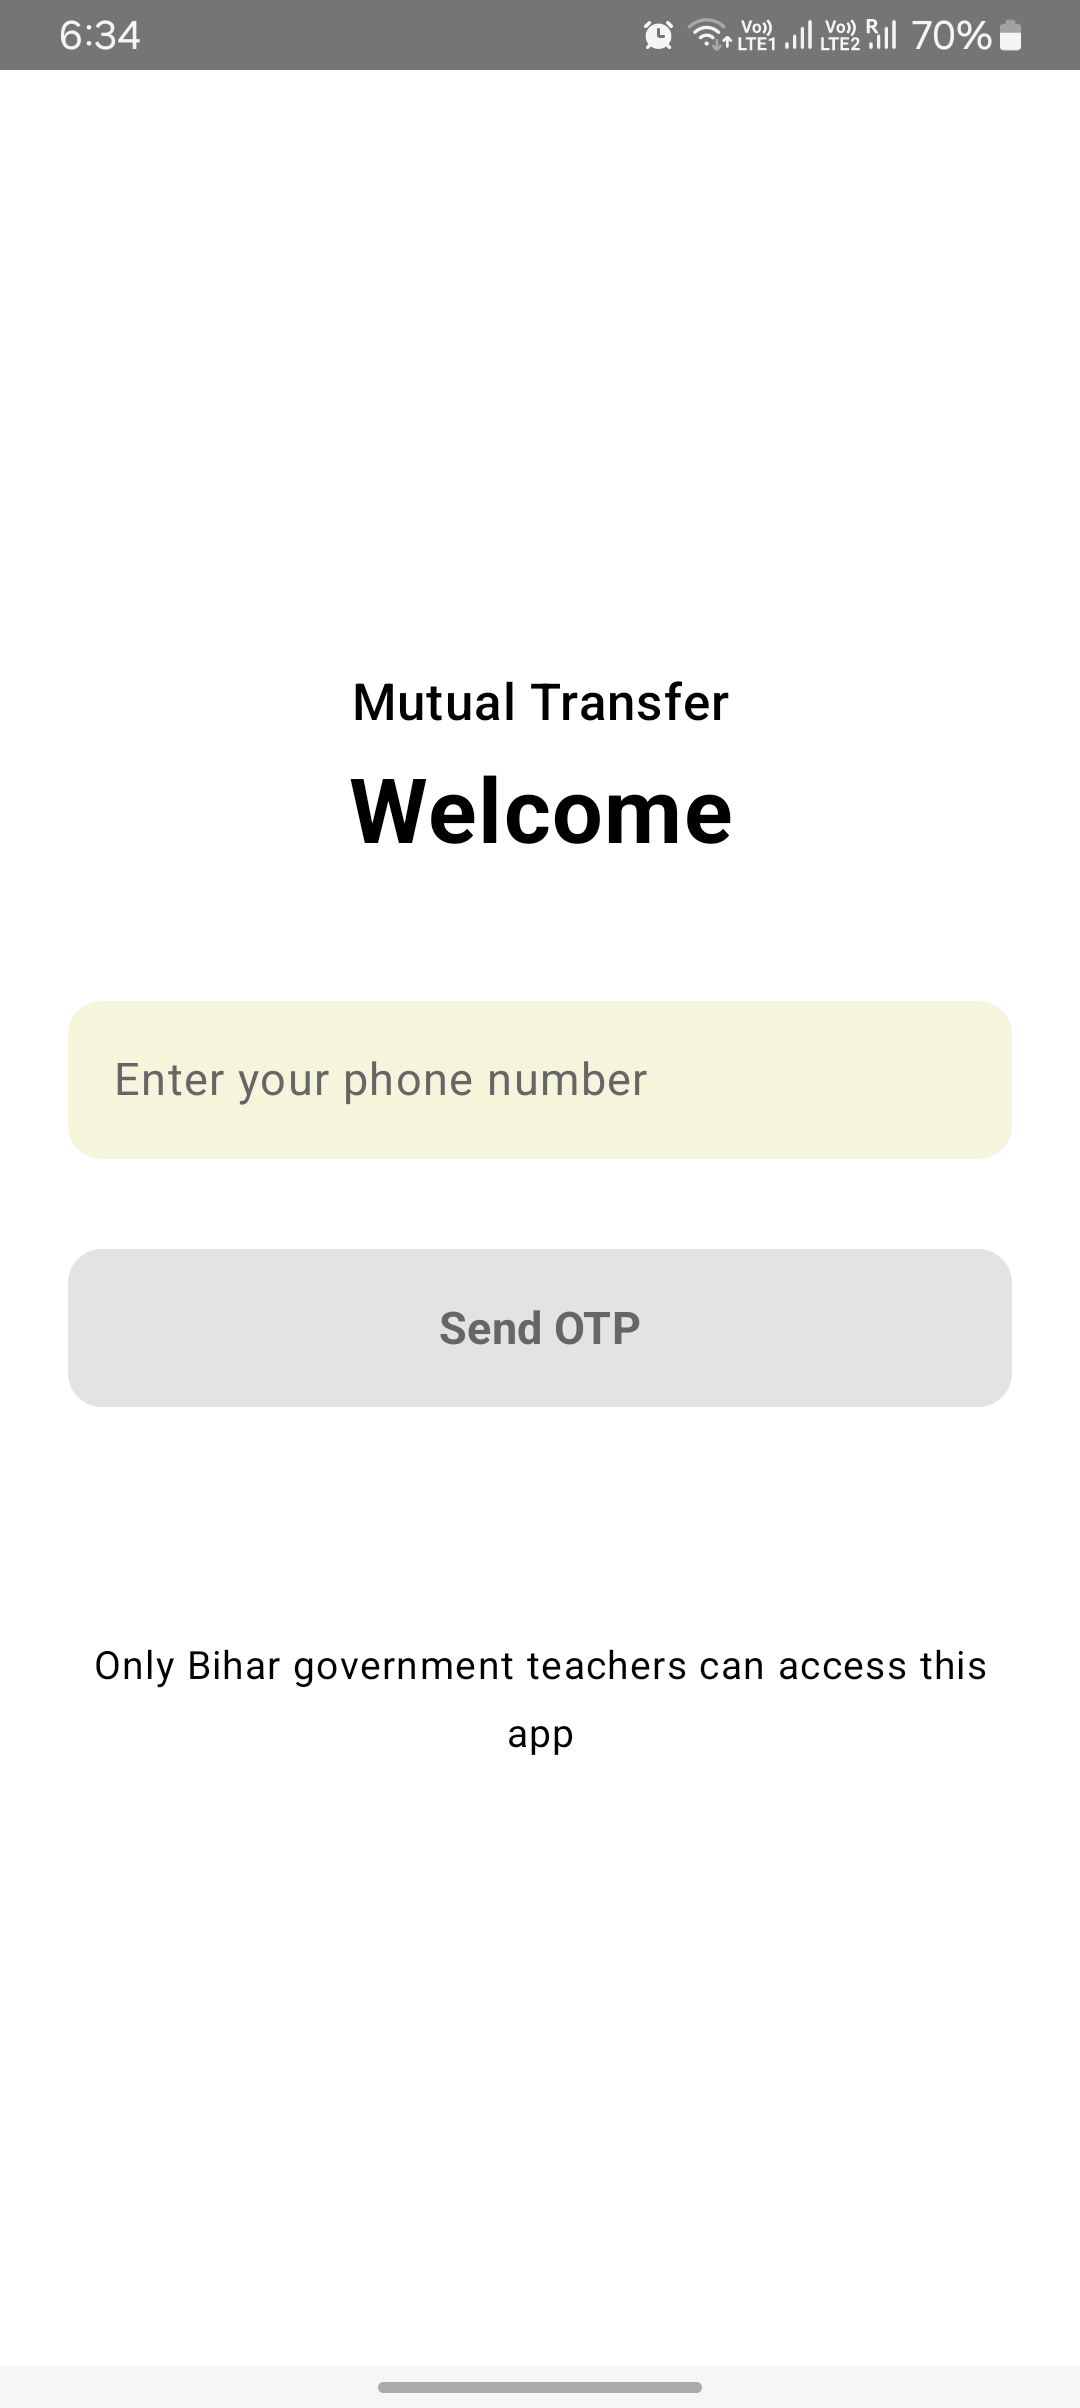 6:34
Vo)) LTE1 Vo)) LTE2 R 70%
Mutual Transfer
Welcome
Enter your phone number
Send OTP
Only Bihar government teachers can access this
app